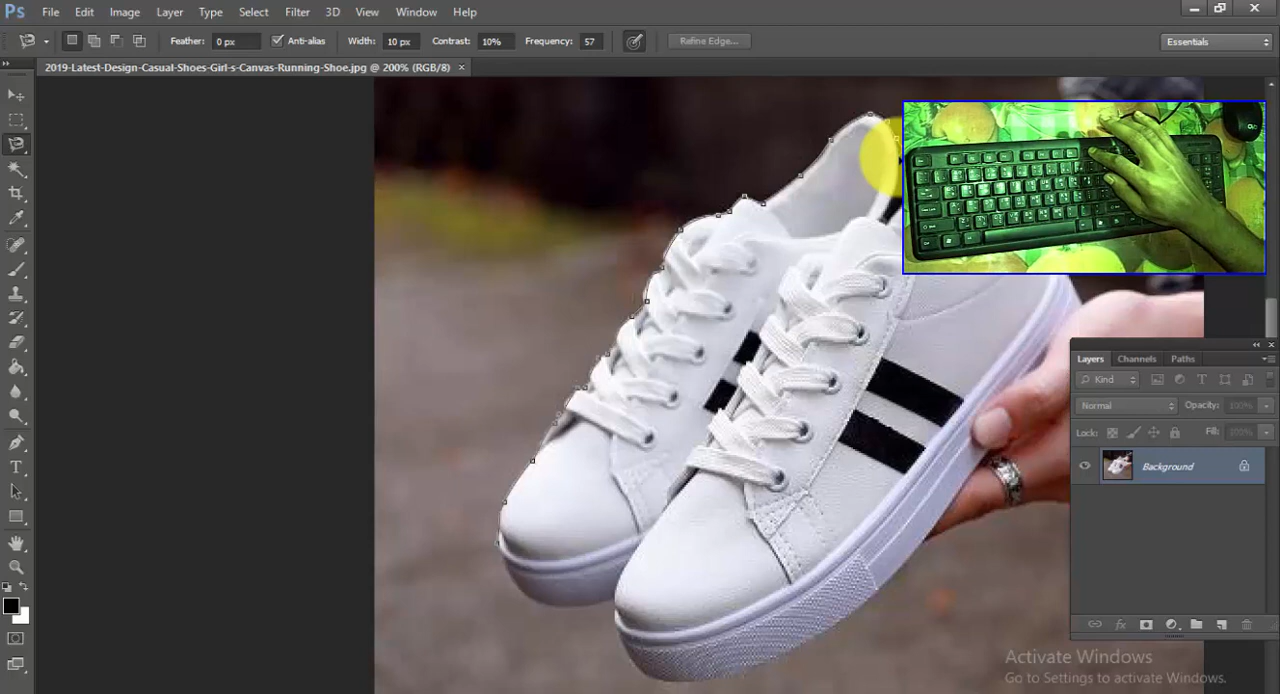 Ps File Edit Image Layer Type Select Filter 3D View Window Help
Feather: 0 px Anti-alias Width: 10 px Contrast: 10% Frequency: 57 Refine Edge... Essentials
2019-Latest-Design-Casual-Shoes-Girl-s-Canvas-Running-Shoe.jpg @ 200% (RGB/8) ×
Layers Channels Paths
Kind
Normal Opacity: 100%
Lock: Fill: 100%
Background
T
Activate Windows
Go to Settings to activate Windows.